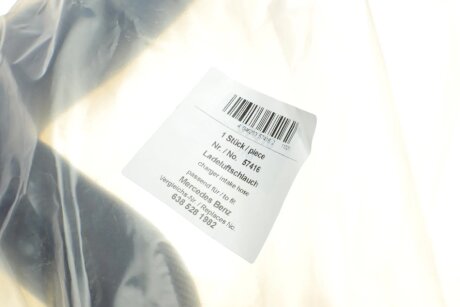 1 Stück / piece
Nr. / No. 57416
Ladeluftschlauch
charger intake hose
passend für / to fit
Mercedes Benz
Vergleichs-Nr. / Replaces No.
638 528 1982